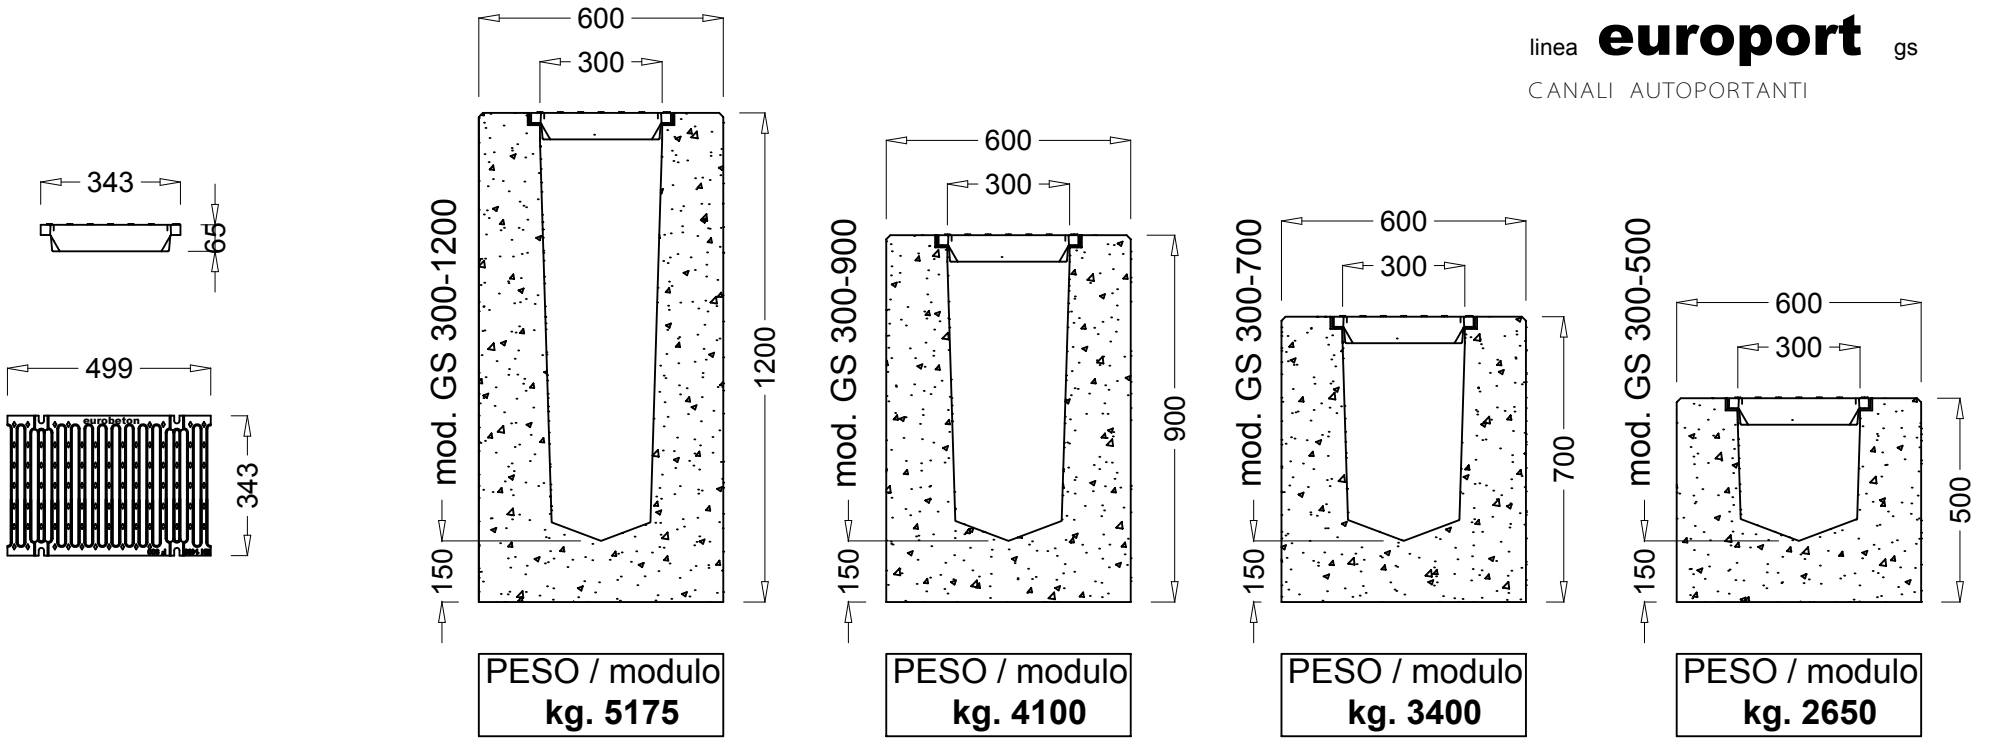 linea europort gs
CANALI AUTOPORTANTI
343
65
499
eurobeton
343
600
300
mod. GS 300-1200
1200
150
PESO / modulo
kg. 5175
600
300
mod. GS 300-900
900
150
PESO / modulo
kg. 4100
600
300
mod. GS 300-700
700
150
PESO / modulo
kg. 3400
600
300
mod. GS 300-500
500
150
PESO / modulo
kg. 2650